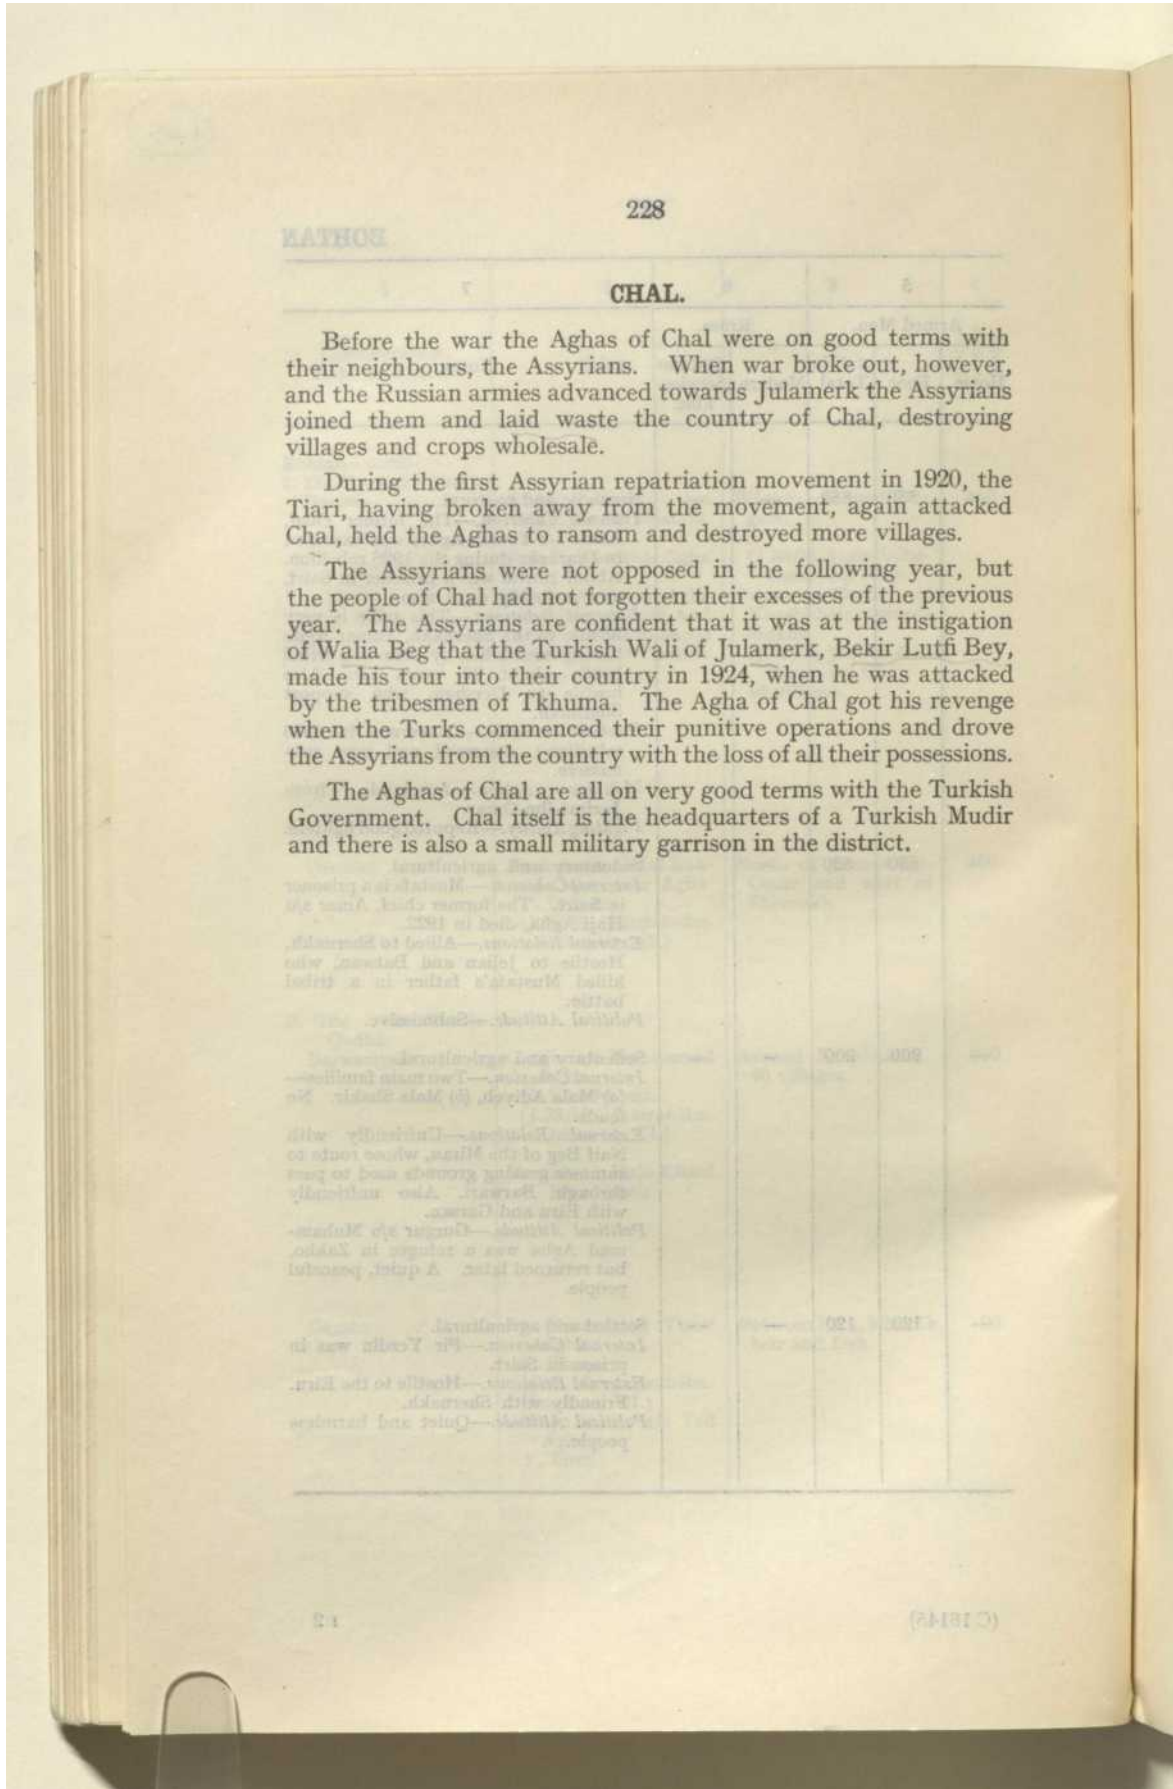 228
CHAL.
Before the war the Aghas of Chal were on good terms with
their neighbours, the Assyrians. When war broke out, however,
and the Russian armies advanced towards Julamerk the Assyrians
joined them and laid waste the country of Chal, destroying
villages and crops wholesale.
During the first Assyrian repatriation movement in 1920, the
Tiari, having broken away from the movement, again attacked
Chal, held the Aghas to ransom and destroyed more villages.
The Assyrians were not opposed in the following year, but
the people of Chal had not forgotten their excesses of the previous
year. The Assyrians are confident that it was at the instigation
of Walia Beg that the Turkish Wali of Julamerk, Bekir Lutfi Bey,
made his tour into their country in 1924, when he was attacked
by the tribesmen of Tkhuma. The Agha of Chal got his revenge
when the Turks commenced their punitive operations and drove
the Assyrians from the country with the loss of all their possessions.
The Aghas of Chal are all on very good terms with the Turkish
Government. Chal itself is the headquarters of a Turkish Mudir
and there is also a small military garrison in the district.